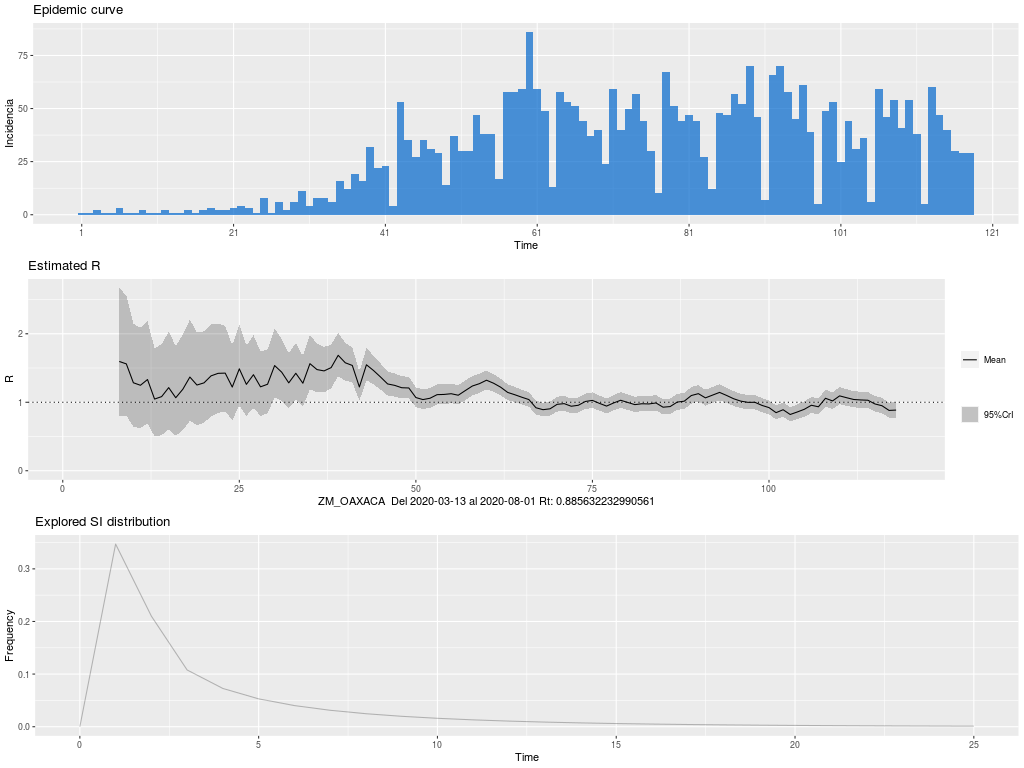 Epidemic curve
Incidencia
75
50
25
0
1 21 41 61 81 101 121
Time
Estimated R
R
2
1
0
0 25 50 75 100
ZM_OAXACA Del 2020-03-13 al 2020-08-01 Rt: 0.885632232990561
Mean
95%CrI
Explored SI distribution
Frequency
0.3
0.2
0.1
0.0
0 5 10 15 20 25
Time